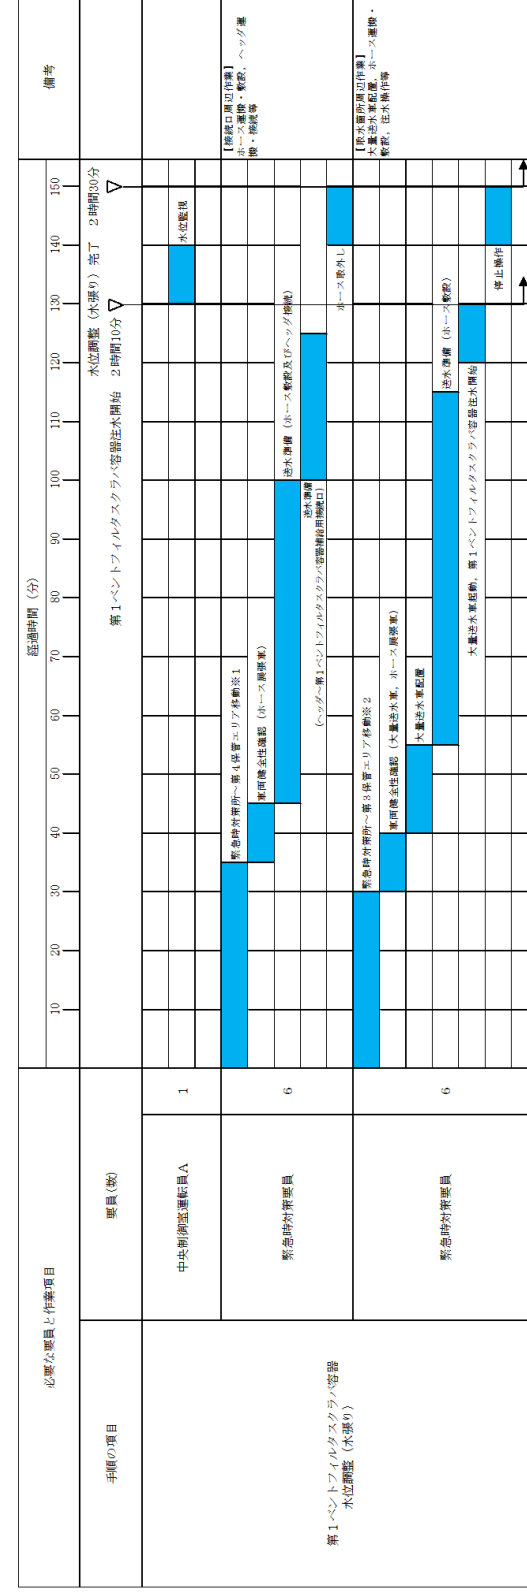 必要な要員と作業項目
経過時間（分）
備考
手順の項目
要員(数)
10 20 30 40 50 60 70 80 90 100 110 120 130 140 150
水位調整（水張り）完了 2時間30分
第1ベントフィルタスクラバ容器注水開始 2時間10分
第1ベントフィルタスクラバ容器
水位調整（水張り）
中央制御室運転員A
1
水位監視
緊急時対策要員
6
緊急時対策所～第4保管エリア移動※1
車両健全性確認（ホース展張車）
送水準備（ホース敷設及びヘッダ接続）
送水準備
（ヘッダ～第1ベントフィルタスクラバ容器補給用接続口）
ホース取外し
【接続口周辺作業】
ホース運搬・敷設，ヘッダ運
搬・接続等
緊急時対策要員
6
緊急時対策所～第3保管エリア移動※2
車両健全性確認（大量送水車，ホース展張車）
大量送水車配置
送水準備（ホース敷設）
大量送水車起動，第1ベントフィルタスクラバ容器注水開始
停止操作
【取水箇所周辺作業】
大量送水車配置，ホース運搬・
敷設，注水操作等